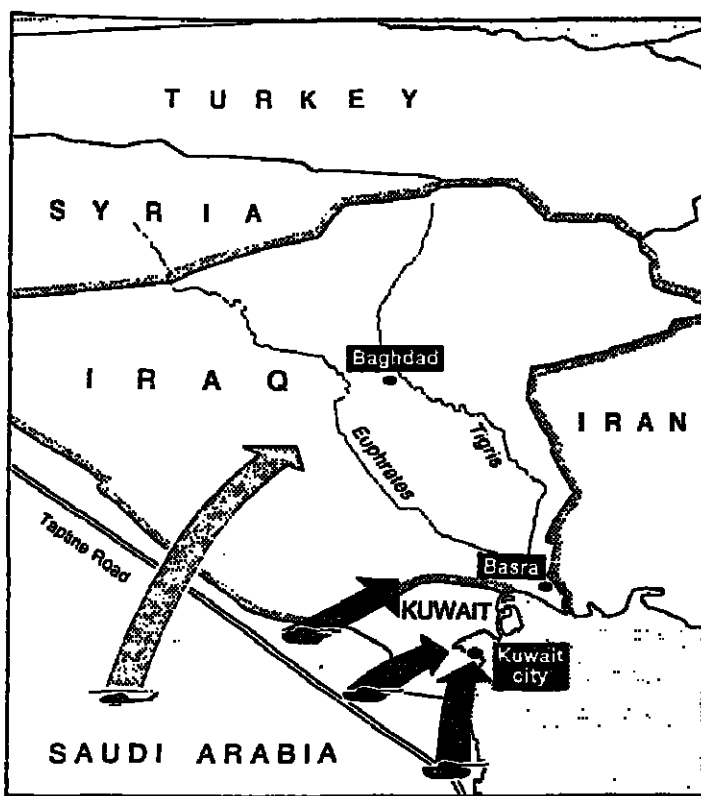 TURKEY
SYRIA
Baghdad
IRAQ
IRAN
Euphrates
Tigris
Tapline Road
Basra
KUWAIT
Kuwait
city
SAUDI ARABIA